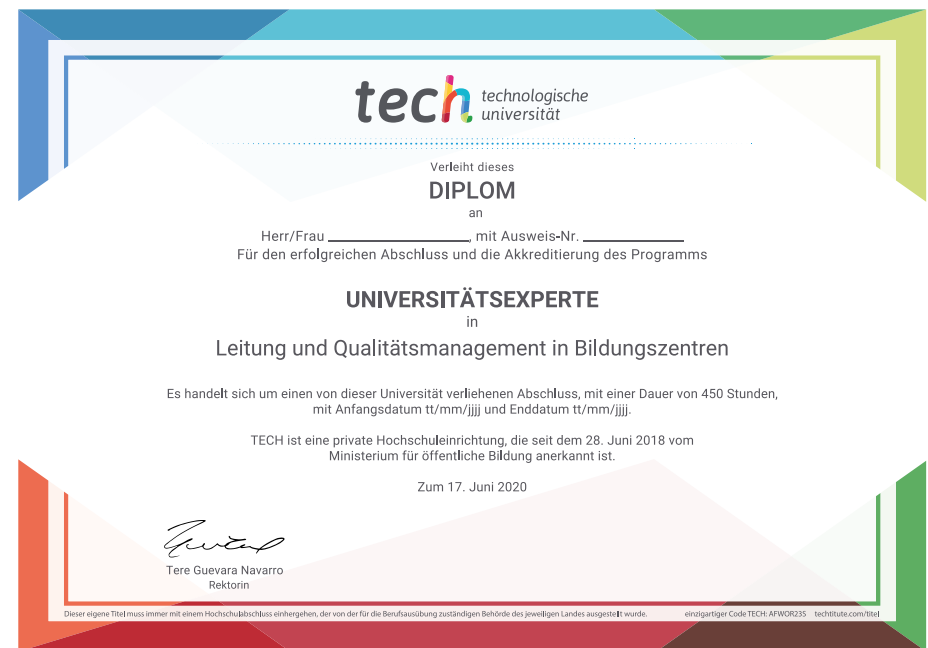 tech technologische
universität
Verleiht dieses
DIPLOM
an
Herr/Frau ____________________, mit Ausweis-Nr. ______________
Für den erfolgreichen Abschluss und die Akkreditierung des Programms
UNIVERSITÄTSEXPERTE
in
Leitung und Qualitätsmanagement in Bildungszentren
Es handelt sich um einen von dieser Universität verliehenen Abschluss, mit einer Dauer von 450 Stunden,
mit Anfangsdatum tt/mm/jjjj und Enddatum tt/mm/jjjj.
TECH ist eine private Hochschuleinrichtung, die seit dem 28. Juni 2018 vom
Ministerium für öffentliche Bildung anerkannt ist.
Zum 17. Juni 2020
Tere Guevara Navarro
Rektorin
Dieser eigene Titel muss immer mit einem Hochschulabschluss einhergehen, der von der für die Berufsausübung zuständigen Behörde des jeweiligen Landes ausgestellt wurde. einzigartiger Code TECH: AFWOR23S techtitute.com/titel